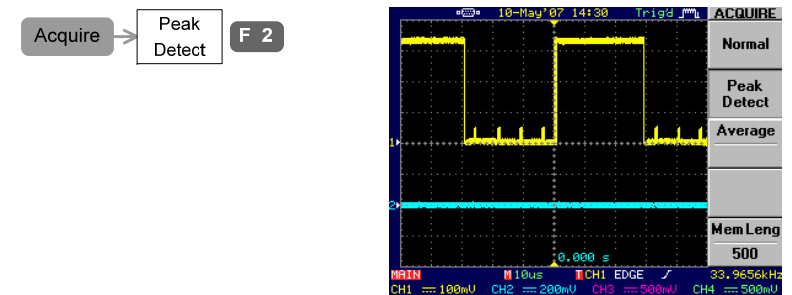 Acquire
Peak
Detect
F 2
10-May'07 14:30 Trig'd
ACQUIRE
Normal
Peak
Detect
Average
1
2
Mem Leng
500
0.000 s
MAIN
M 10us
T CH1 EDGE
33.9656kHz
CH1 100mV
CH2 200mV
CH3 500mV
CH4 500mV